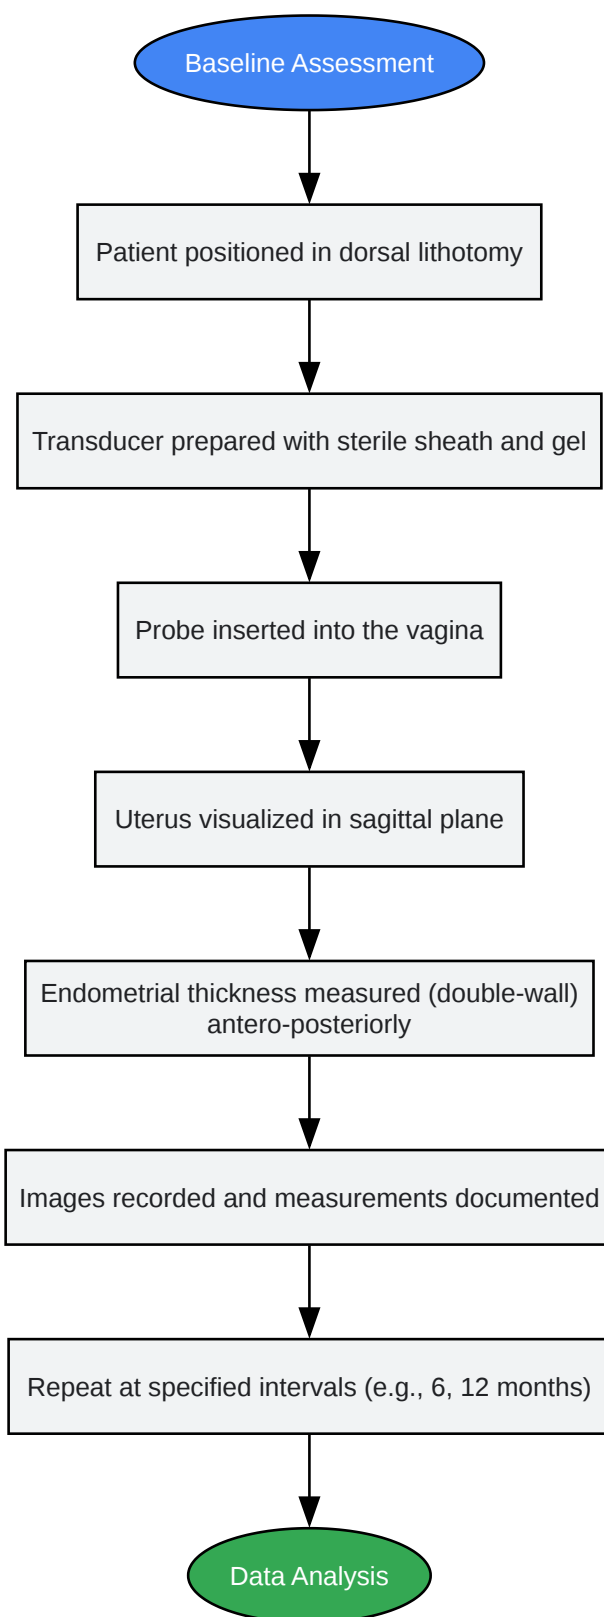 Baseline Assessment
Patient positioned in dorsal lithotomy
Transducer prepared with sterile sheath and gel
Probe inserted into the vagina
Uterus visualized in sagittal plane
Endometrial thickness measured (double-wall)
antero-posteriorly
Images recorded and measurements documented
Repeat at specified intervals (e.g., 6, 12 months)
Data Analysis